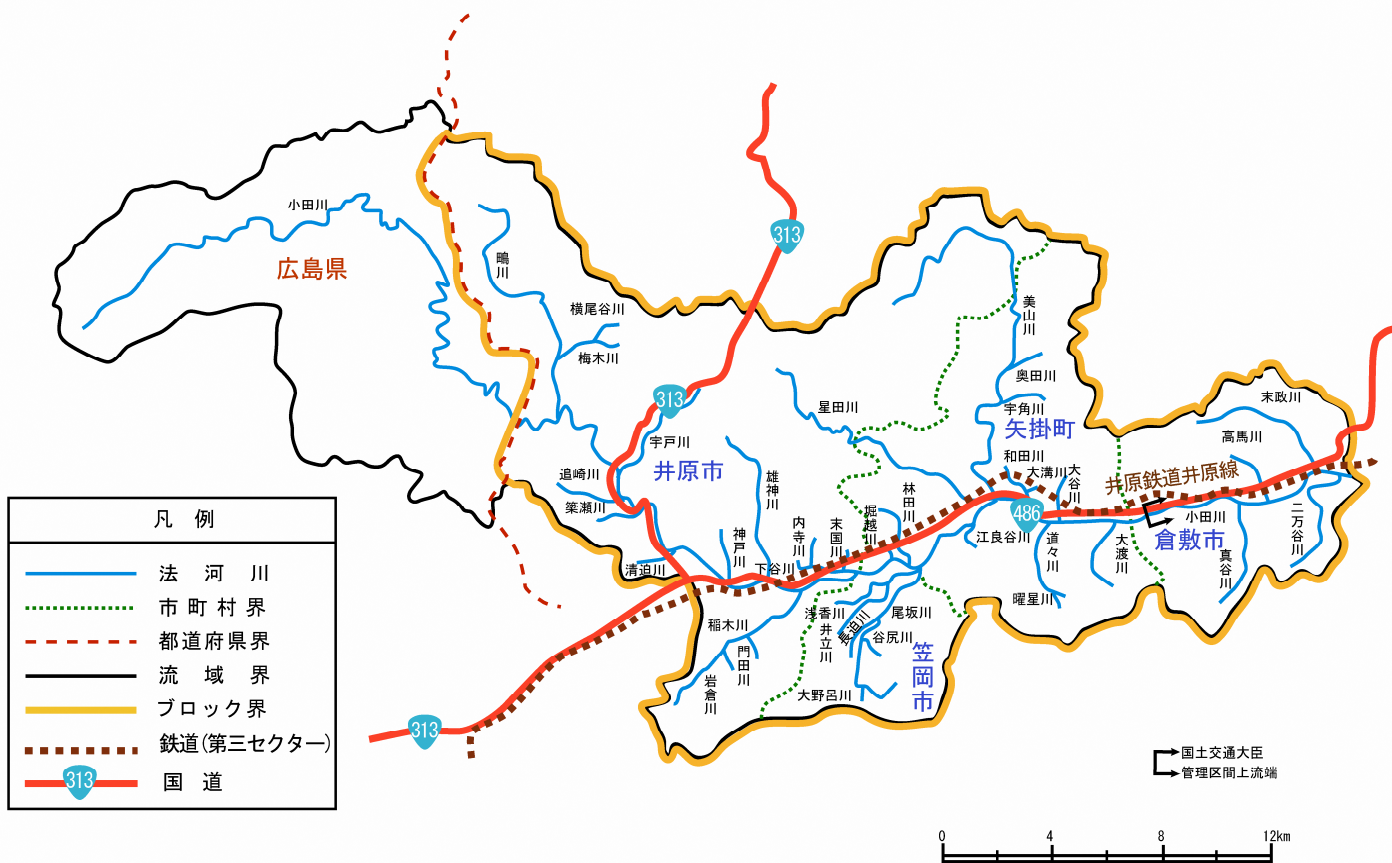 小田川
広島県
鴫川
313
横尾谷川
梅木川
美山川
奥田川
313
宇角川
矢掛町
星田川
末政川
高馬川
宇戸川
井原市
追崎川
雄神川
和田川
大溝川
大谷川
井原鉄道井原線
林田川
堀越川
486
小田川
倉敷市
二万谷川
神戸川
内寺川
末国川
江良谷川
道々川
大渡川
真谷川
清迫川
下谷川
曜星川
浅香川
井立川
長迫川
尾坂川
谷尻川
稲木川
門田川
岩倉川
大野呂川
笠岡市
313
凡 例
法 河 川
市町村界
都道府県界
流 域 界
ブロック界
鉄道(第三セクター)
313
国 道
国土交通大臣
管理区間上流端
0
4
8
12km